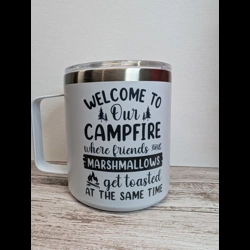 WELCOME TO
Our
CAMPFIRE
where friends and
MARSHMALLOWS
get toasted
AT THE SAME TIME